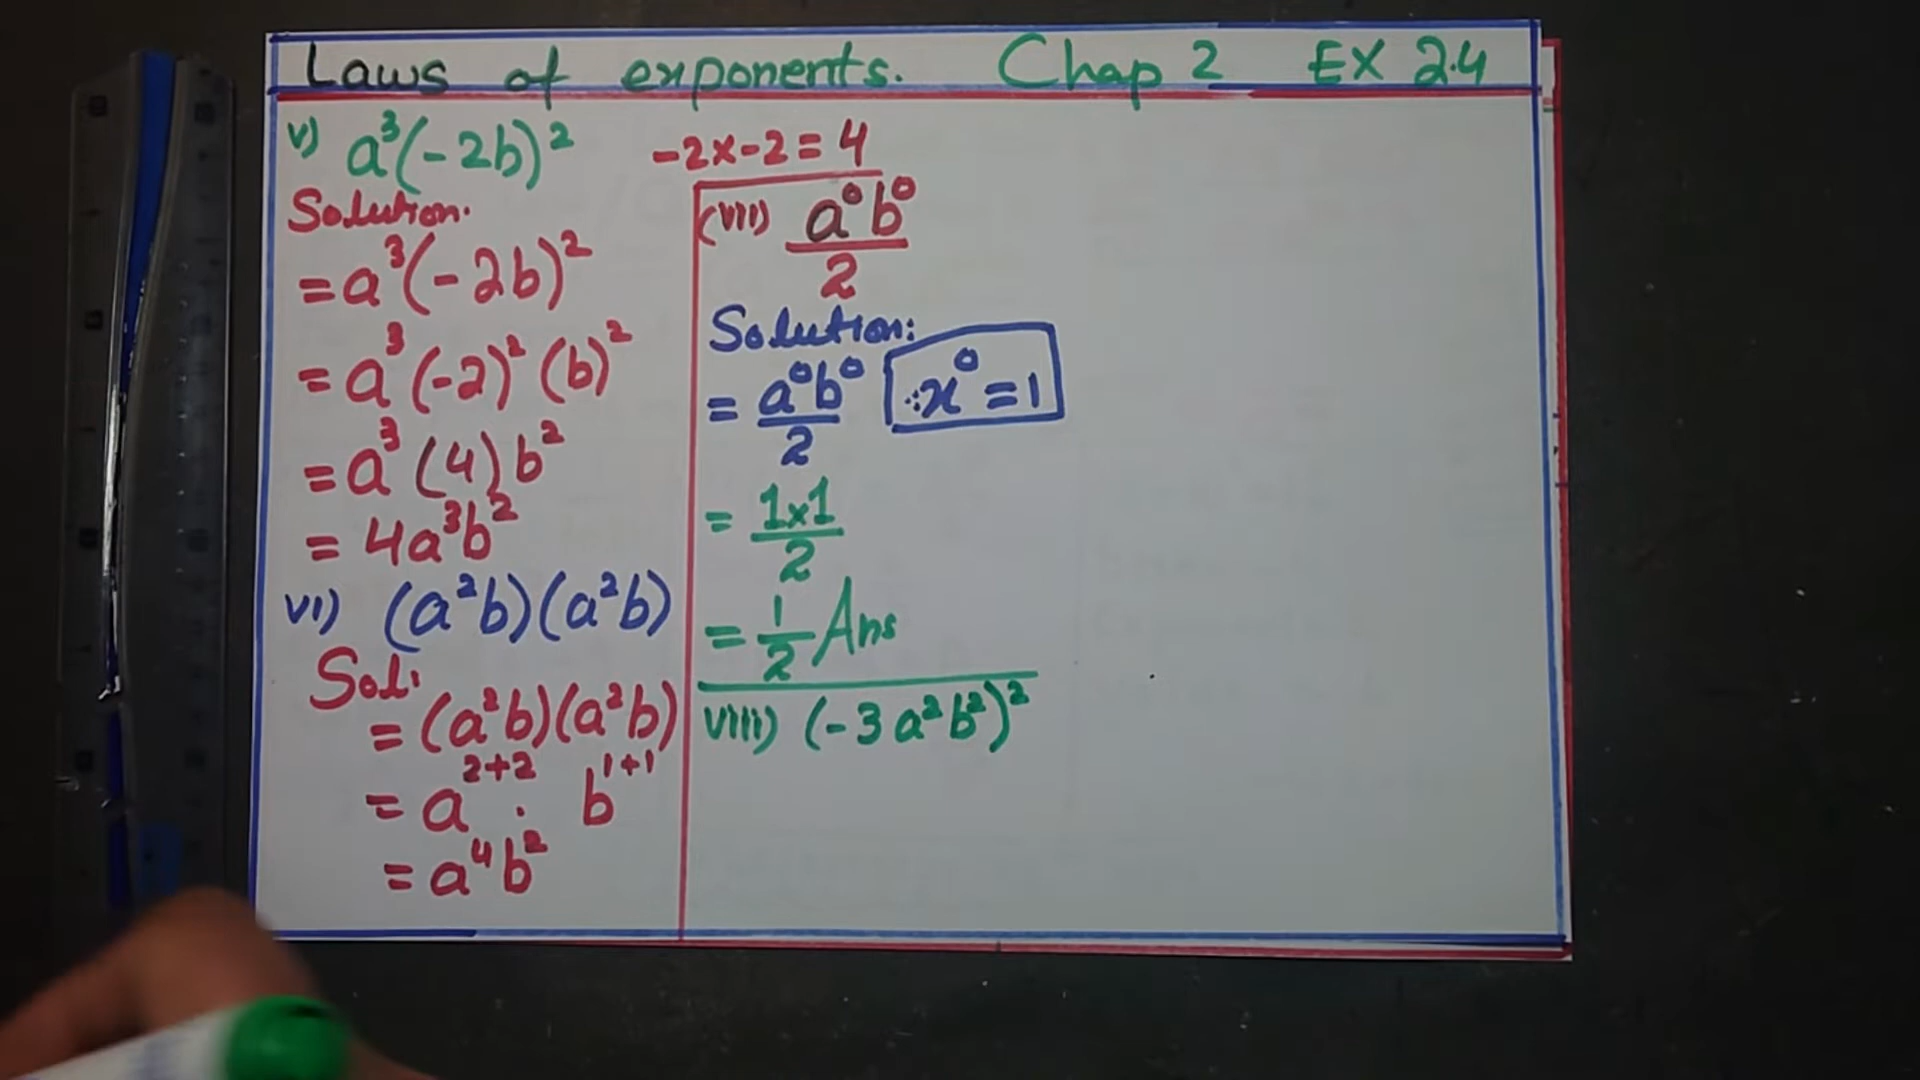 Laws of exponents. Chap 2 EX 2.4
v) a³(-2b)²
Solution.
= a³(-2b)²
= a³(-2)²(b)²
= a³(4)b²
= 4a³b²
vi) (a²b)(a²b)
Sol:
= (a²b)(a²b)
= a²⁺² . b¹⁺¹
= a⁴b²
-2x-2=4
(vii) a⁰b⁰
2
Solution:
= a⁰b⁰ ∴x⁰=1
2
= 1x1
2
= 1/2 Ans
viii) (-3a²b²)²